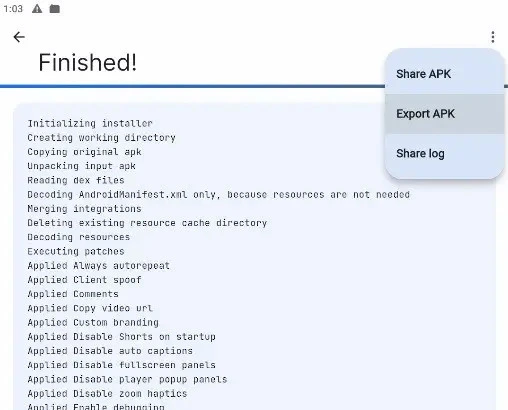 1:03
Finished!
Share APK
Export APK
Share log
Initializing installer
Creating working directory
Copying original apk
Unpacking input apk
Reading dex files
Decoding AndroidManifest.xml only, because resources are not needed
Merging integrations
Deleting existing resource cache directory
Decoding resources
Executing patches
Applied Always autorepeat
Applied Client spoof
Applied Comments
Applied Copy video url
Applied Custom branding
Applied Disable Shorts on startup
Applied Disable auto captions
Applied Disable fullscreen panels
Applied Disable player popup panels
Applied Disable zoom haptics
Applied Enable debugging